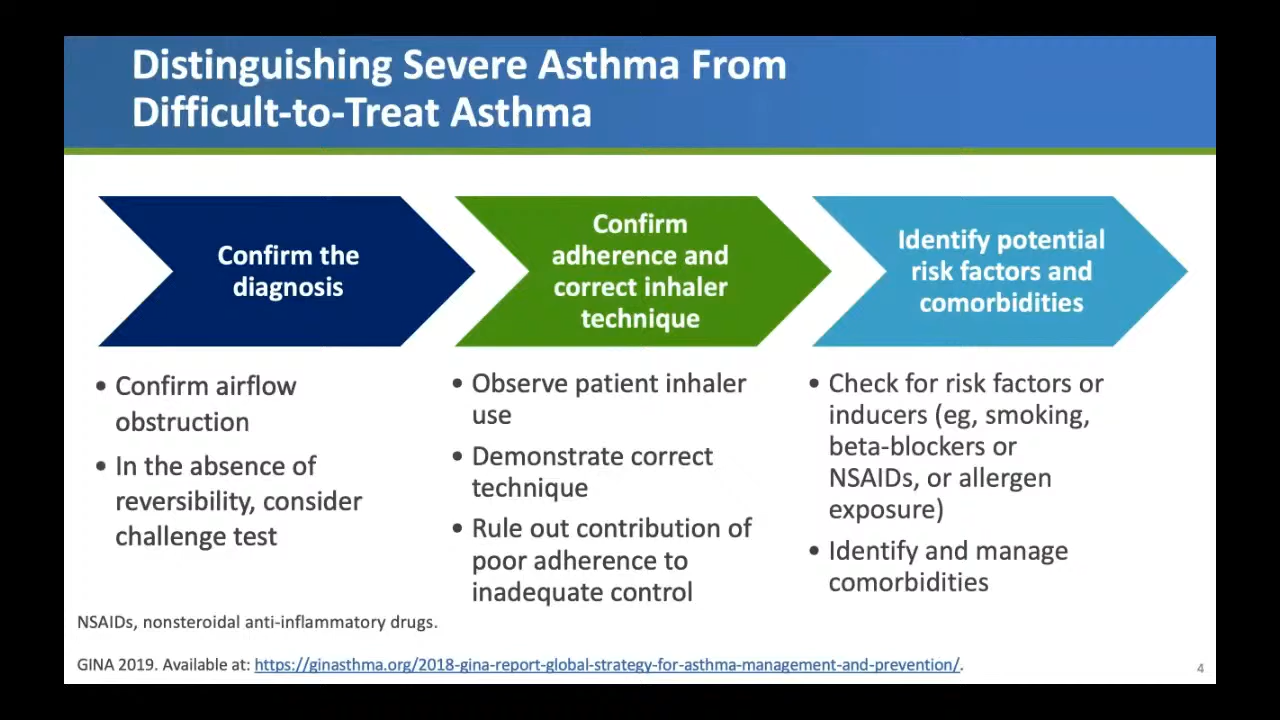 Distinguishing Severe Asthma From
Difficult-to-Treat Asthma
Confirm the
diagnosis
• Confirm airflow
obstruction
• In the absence of
reversibility, consider
challenge test
Confirm
adherence and
correct inhaler
technique
• Observe patient inhaler
use
• Demonstrate correct
technique
• Rule out contribution of
poor adherence to
inadequate control
Identify potential
risk factors and
comorbidities
• Check for risk factors or
inducers (eg, smoking,
beta-blockers or
NSAIDs, or allergen
exposure)
• Identify and manage
comorbidities
NSAIDs, nonsteroidal anti-inflammatory drugs.
GINA 2019. Available at: https://ginasthma.org/2018-gina-report-global-strategy-for-asthma-management-and-prevention/.
4